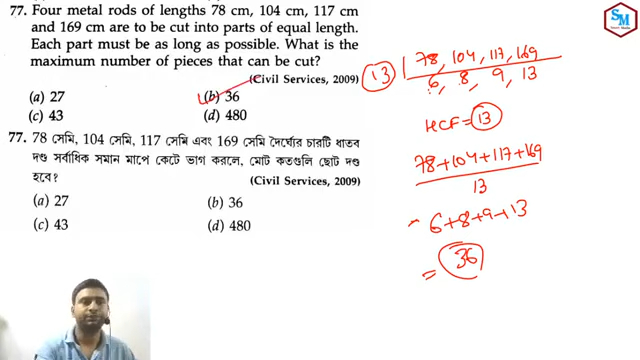 77. Four metal rods of lengths 78 cm, 104 cm, 117 cm
and 169 cm are to be cut into parts of equal length.
Each part must be as long as possible. What is the
maximum number of pieces that can be cut?
(Civil Services, 2009)
(a) 27 (b) 36
(c) 43 (d) 480
77. 78 সেমি, 104 সেমি, 117 সেমি এবং 169 সেমি দৈর্ঘ্যের চারটি ধাতব
দণ্ড সর্বাধিক সমান মাপে কেটে ভাগ করলে, মোট কতগুলি ছোট দণ্ড
হবে? (Civil Services, 2009)
(a) 27 (b) 36
(c) 43 (d) 480
SM
13 | 78, 104, 117, 169
6, 8, 9, 13
HCF = 13
78 + 104 + 117 + 169
13
6 + 8 + 9 + 13
= 36